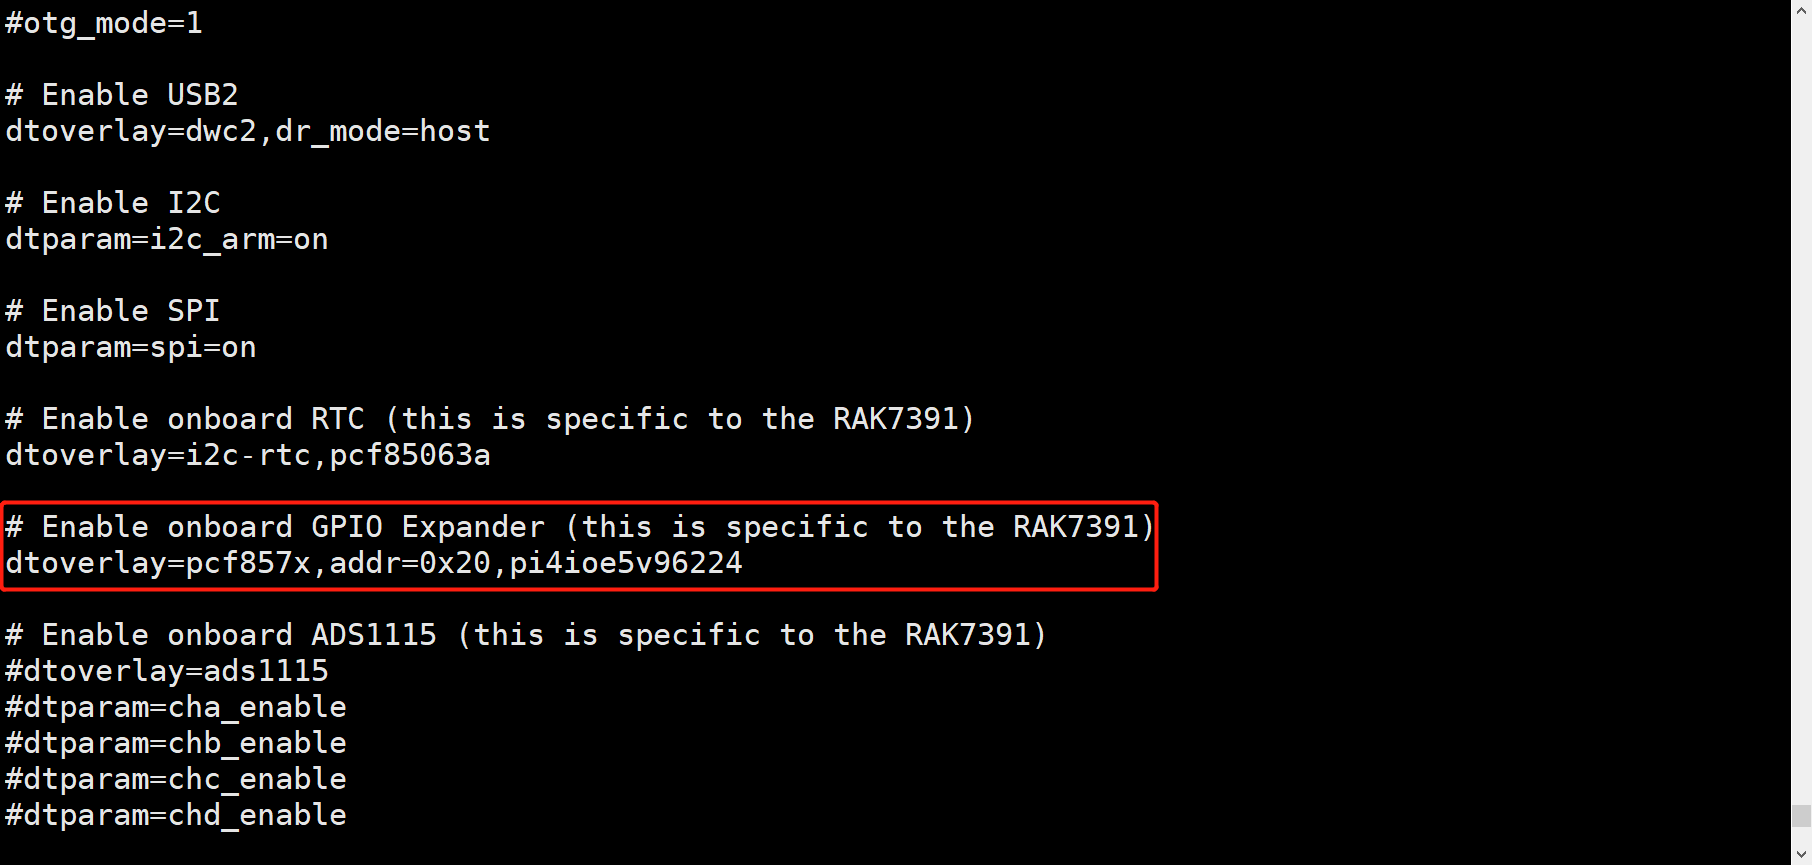 #otg_mode=1
# Enable USB2
dtoverlay=dwc2,dr_mode=host
# Enable I2C
dtparam=i2c_arm=on
# Enable SPI
dtparam=spi=on
# Enable onboard RTC (this is specific to the RAK7391)
dtoverlay=i2c-rtc,pcf85063a
# Enable onboard GPIO Expander (this is specific to the RAK7391)
dtoverlay=pcf857x,addr=0x20,pi4ioe5v96224
# Enable onboard ADS1115 (this is specific to the RAK7391)
#dtoverlay=ads1115
#dtparam=cha_enable
#dtparam=chb_enable
#dtparam=chc_enable
#dtparam=chd_enable